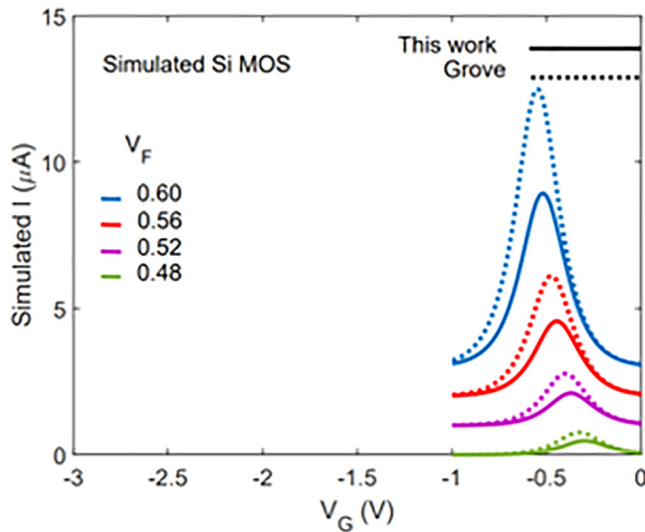 15
This work
Grove
Simulated Si MOS
V_F
0.60
0.56
0.52
0.48
10
5
0
Simulated I (μA)
-3
-2.5
-2
-1.5
-1
-0.5
0
V_G (V)